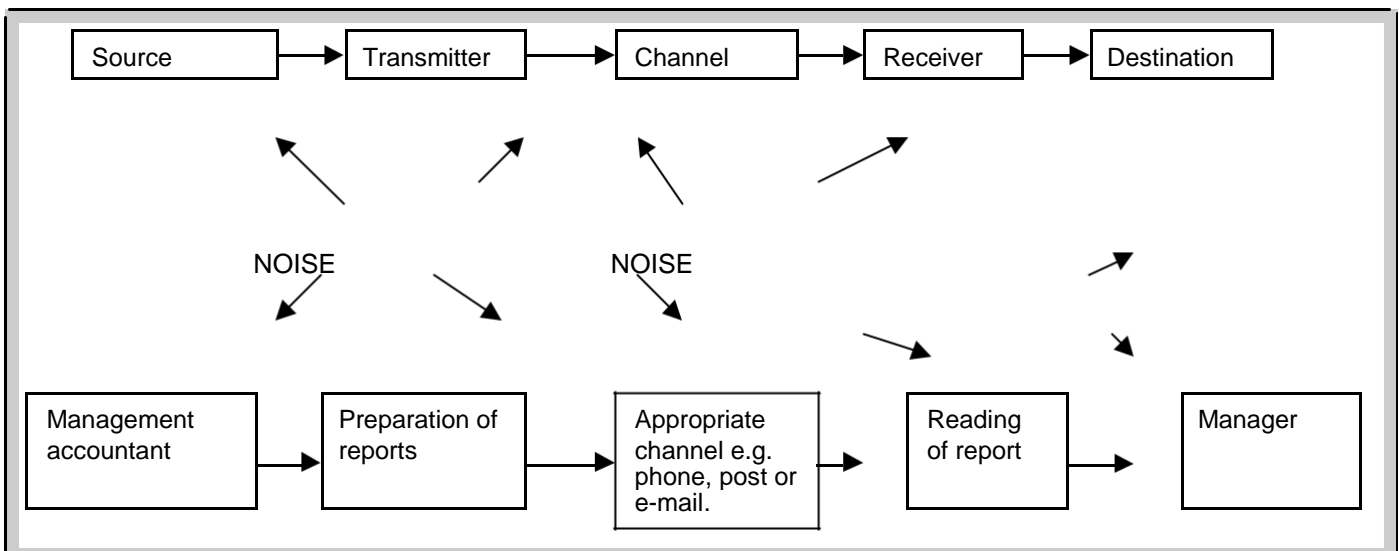 Source
Transmitter
Channel
Receiver
Destination
NOISE
NOISE
Management
accountant
Preparation of
reports
Appropriate
channel e.g.
phone, post or
e-mail.
Reading
of report
Manager